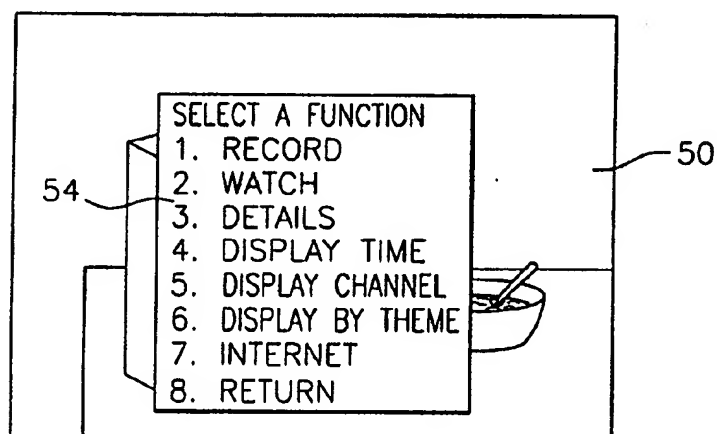 SELECT A FUNCTION
1. RECORD
2. WATCH
3. DETAILS
4. DISPLAY TIME
5. DISPLAY CHANNEL
6. DISPLAY BY THEME
7. INTERNET
8. RETURN
50
54